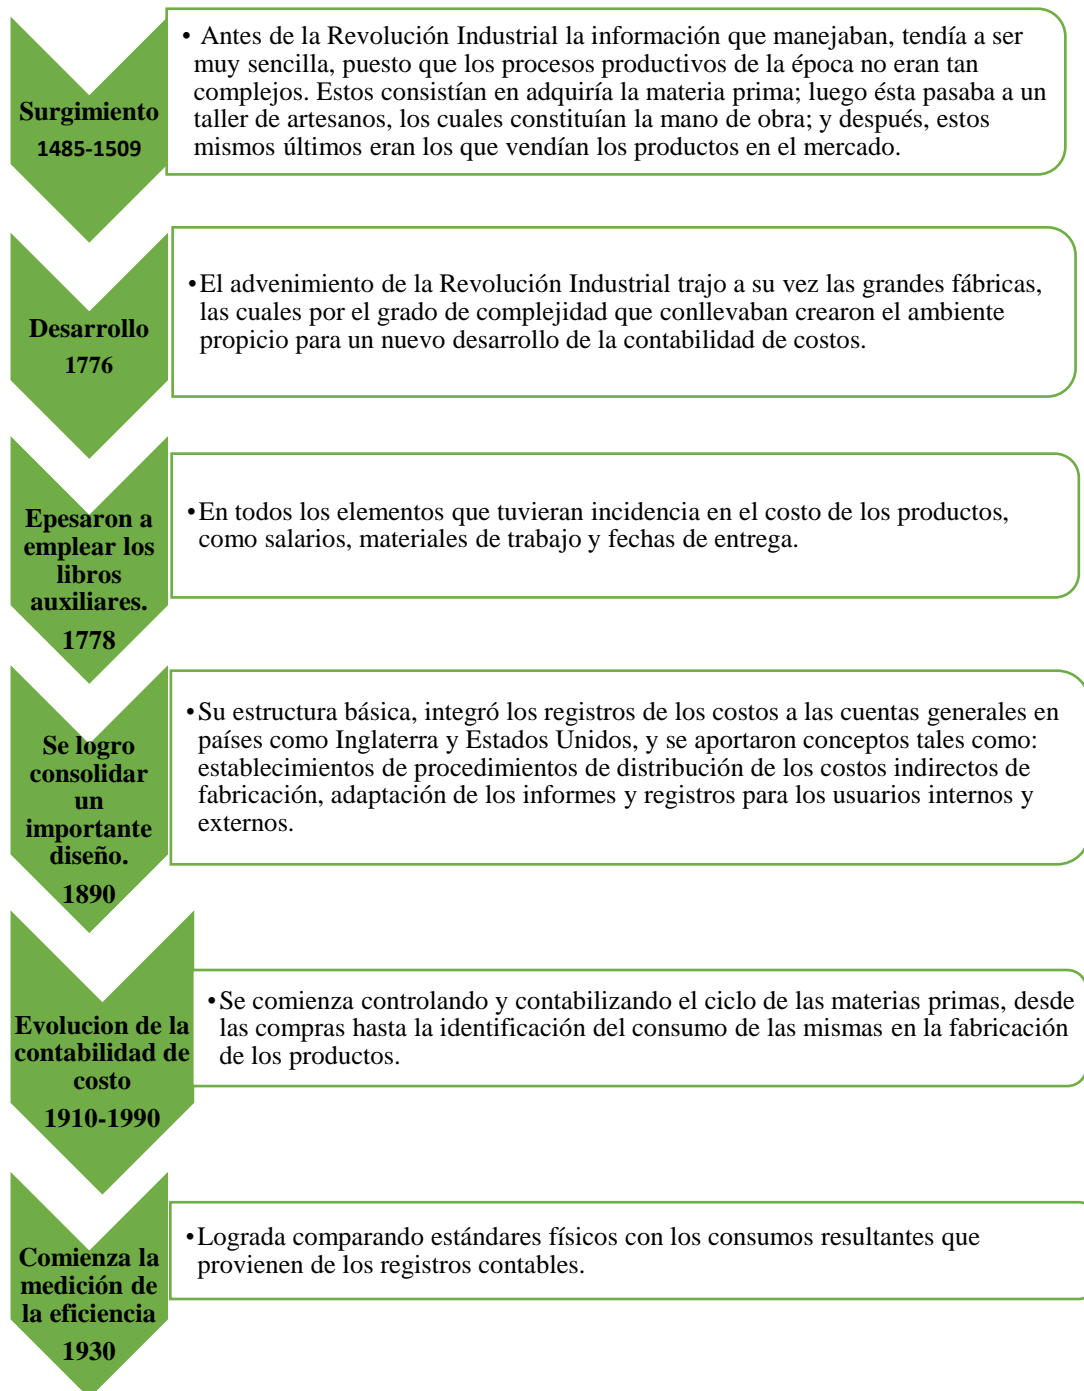 Surgimiento
1485-1509
• Antes de la Revolución Industrial la información que manejaban, tendía a ser
muy sencilla, puesto que los procesos productivos de la época no eran tan
complejos. Estos consistían en adquiría la materia prima; luego ésta pasaba a un
taller de artesanos, los cuales constituían la mano de obra; y después, estos
mismos últimos eran los que vendían los productos en el mercado.
Desarrollo
1776
•El advenimiento de la Revolución Industrial trajo a su vez las grandes fábricas,
las cuales por el grado de complejidad que conllevaban crearon el ambiente
propicio para un nuevo desarrollo de la contabilidad de costos.
Epesaron a
emplear los
libros
auxiliares.
1778
•En todos los elementos que tuvieran incidencia en el costo de los productos,
como salarios, materiales de trabajo y fechas de entrega.
Se logro
consolidar
un
importante
diseño.
1890
•Su estructura básica, integró los registros de los costos a las cuentas generales en
países como Inglaterra y Estados Unidos, y se aportaron conceptos tales como:
establecimientos de procedimientos de distribución de los costos indirectos de
fabricación, adaptación de los informes y registros para los usuarios internos y
externos.
Evolucion de la
contabilidad de
costo
1910-1990
•Se comienza controlando y contabilizando el ciclo de las materias primas, desde
las compras hasta la identificación del consumo de las mismas en la fabricación
de los productos.
Comienza la
medición de
la eficiencia
1930
•Lograda comparando estándares físicos con los consumos resultantes que
provienen de los registros contables.